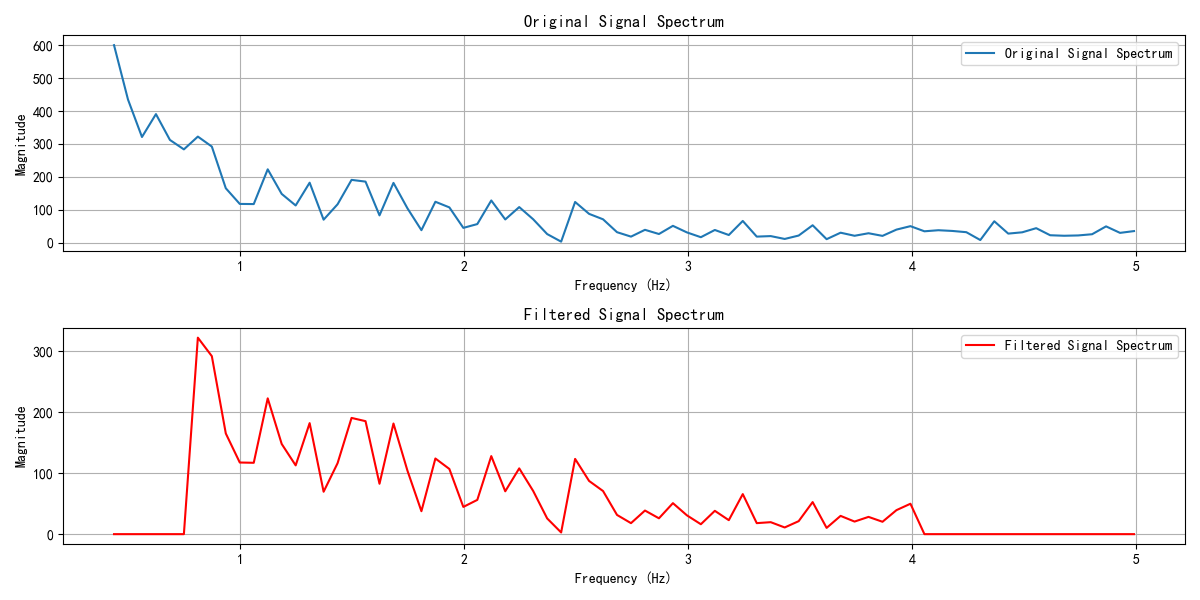 Original Signal Spectrum
Original Signal Spectrum
600
500
400
300
200
100
0
Magnitude
1 2 3 4 5
Frequency (Hz)
Filtered Signal Spectrum
Filtered Signal Spectrum
300
200
100
0
Magnitude
1 2 3 4 5
Frequency (Hz)